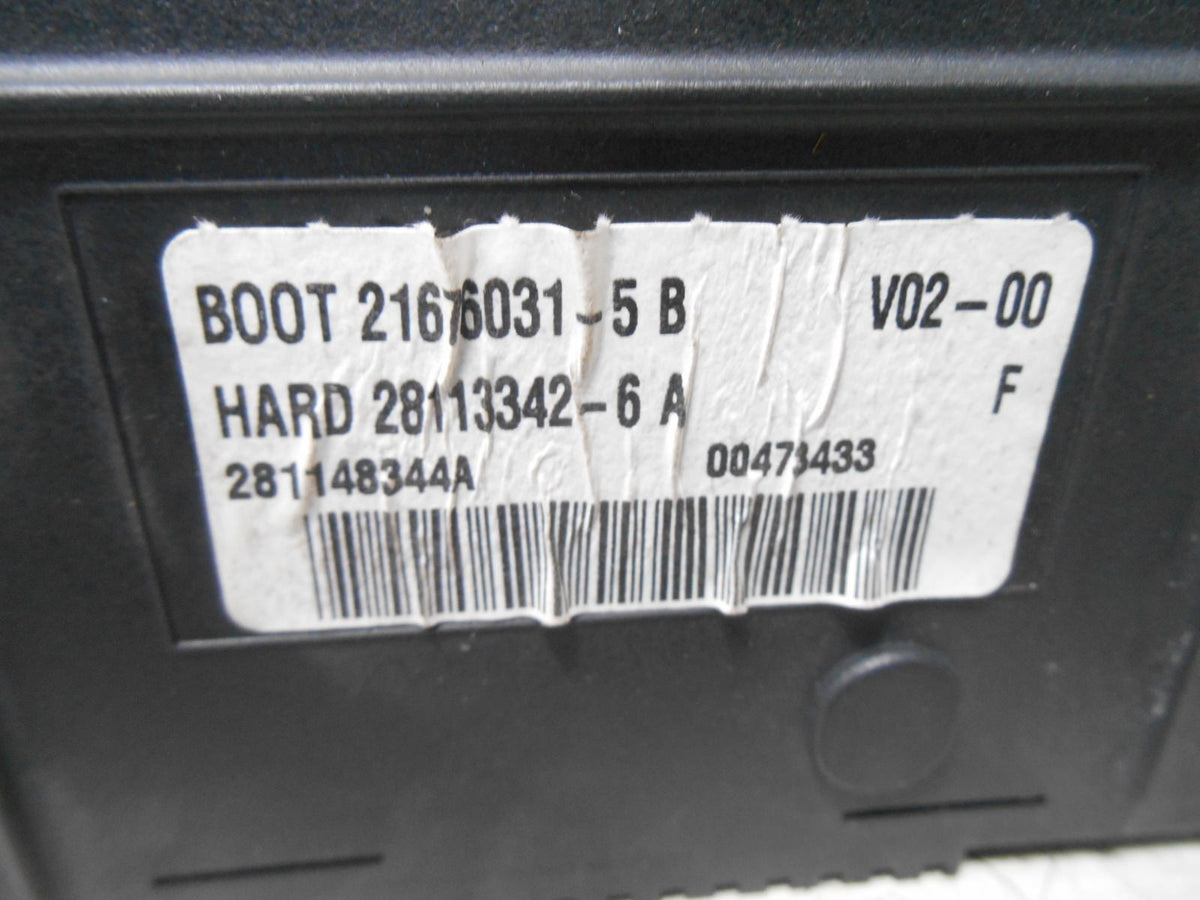 BOOT 21676031-5 B V02-00
HARD 28113342-6 A F
281148344A 00473433